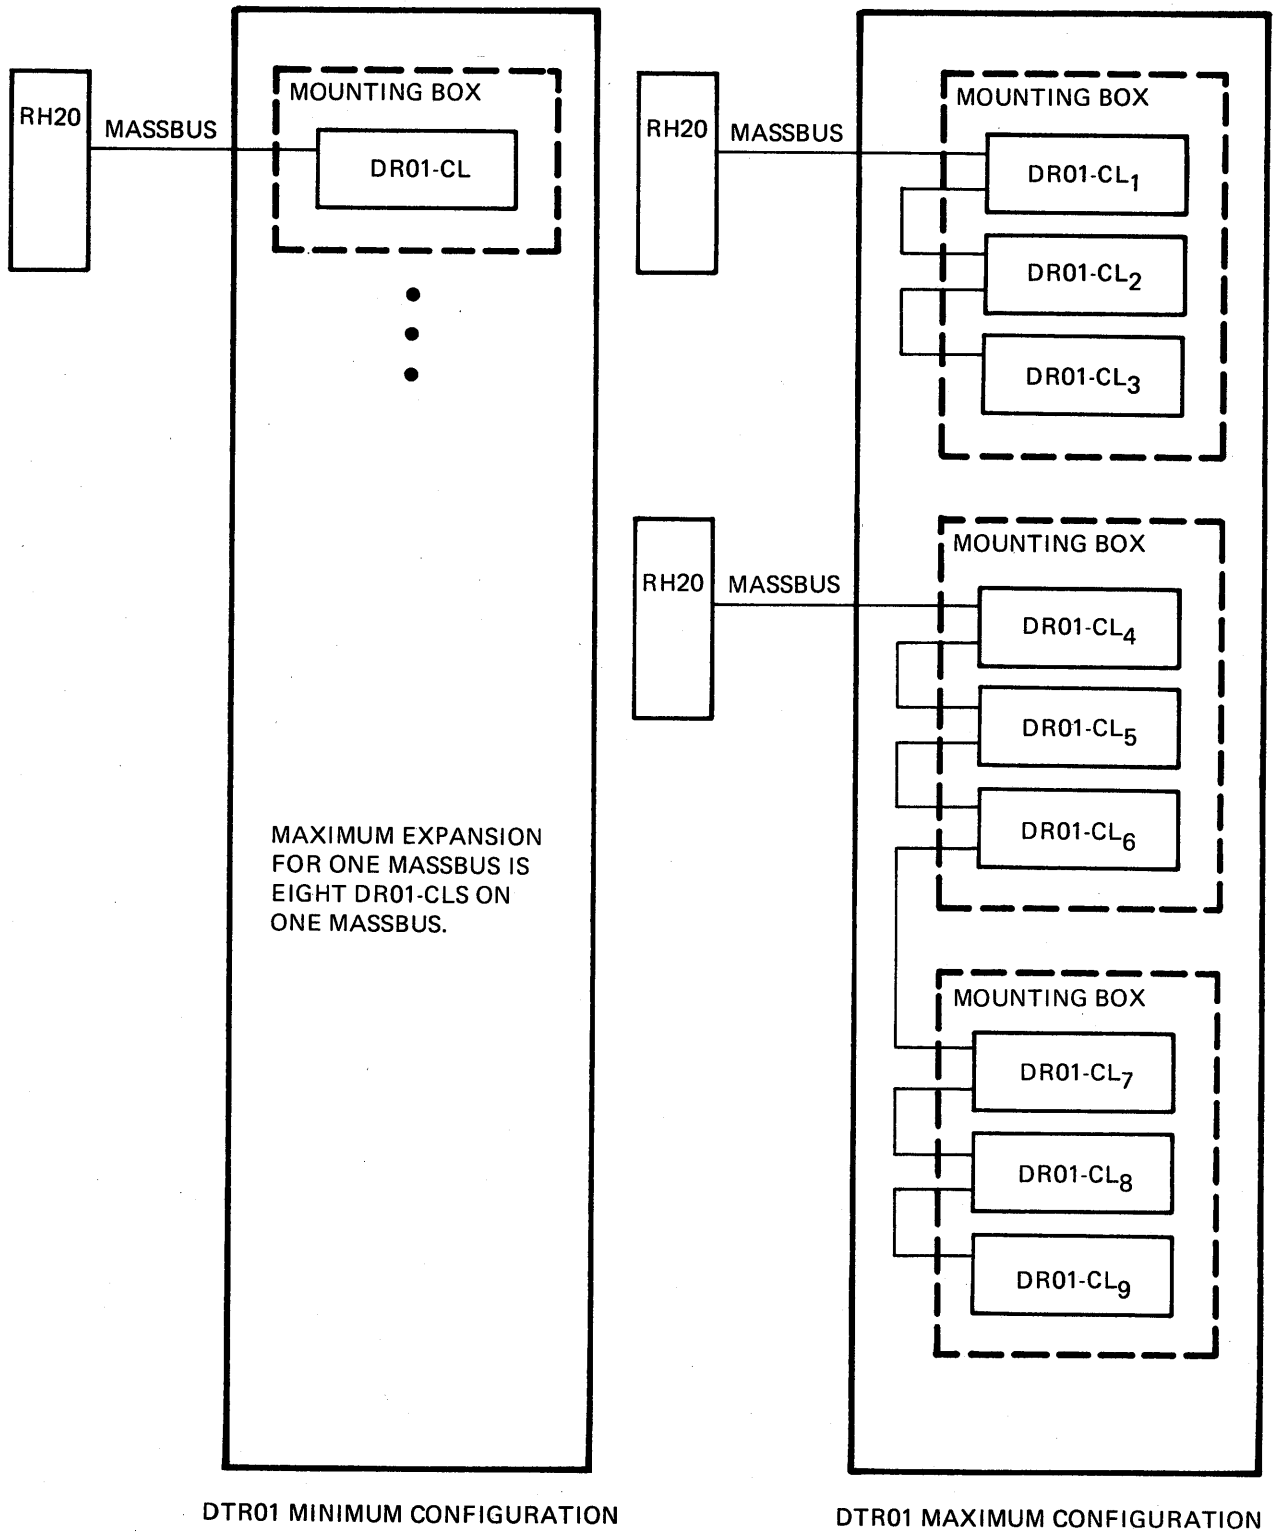 RH20
MASSBUS
MOUNTING BOX
DR01-CL
MAXIMUM EXPANSION
FOR ONE MASSBUS IS
EIGHT DR01-CLS ON
ONE MASSBUS.
DTR01 MINIMUM CONFIGURATION
RH20
MASSBUS
MOUNTING BOX
DR01-CL1
DR01-CL2
DR01-CL3
RH20
MASSBUS
MOUNTING BOX
DR01-CL4
DR01-CL5
DR01-CL6
MOUNTING BOX
DR01-CL7
DR01-CL8
DR01-CL9
DTR01 MAXIMUM CONFIGURATION